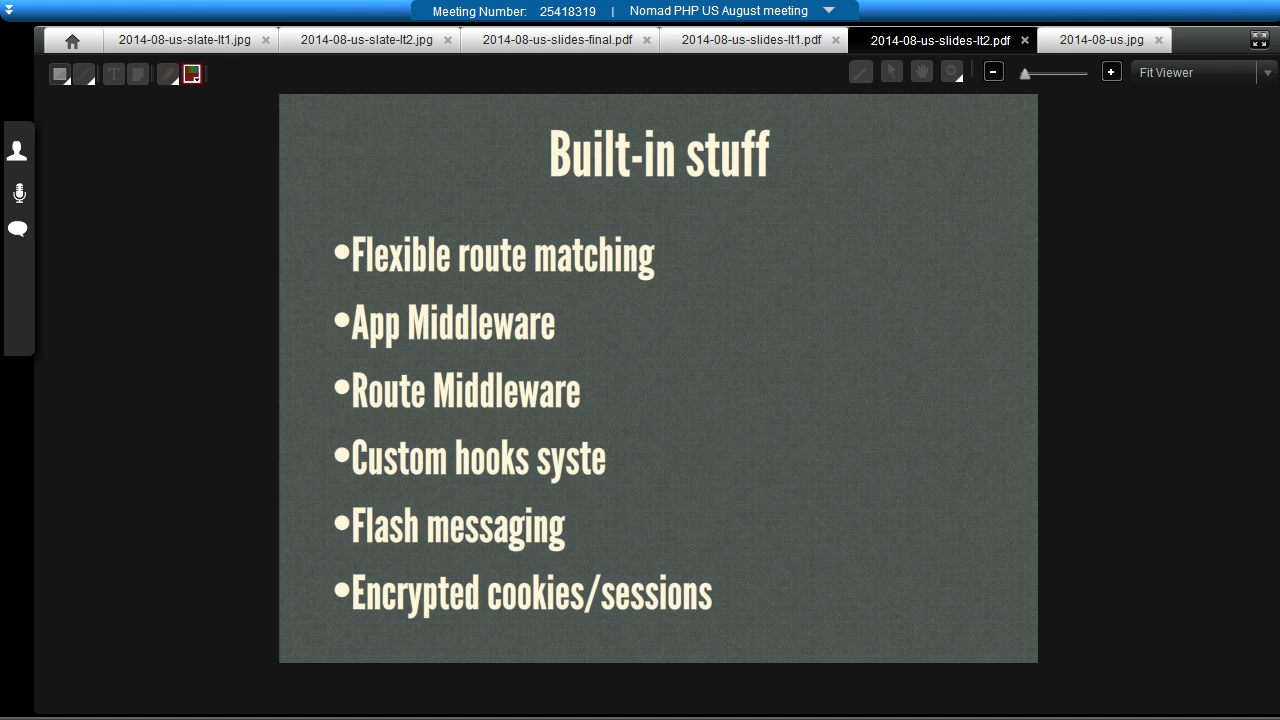 Meeting Number: 25418319 | Nomad PHP US August meeting
2014-08-us-slate-lt1.jpg 2014-08-us-slate-lt2.jpg 2014-08-us-slides-final.pdf 2014-08-us-slides-lt1.pdf 2014-08-us-slides-lt2.pdf 2014-08-us.jpg
T Fit Viewer
Built-in stuff
•Flexible route matching
•App Middleware
•Route Middleware
•Custom hooks syste
•Flash messaging
•Encrypted cookies/sessions